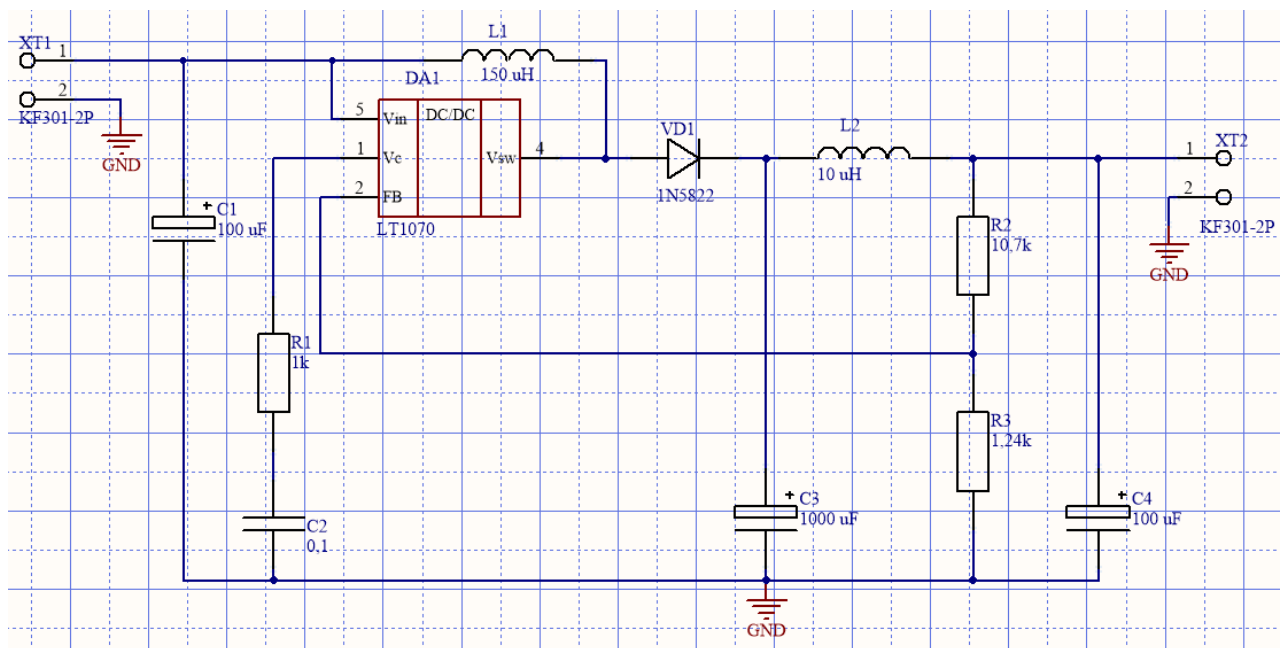 XT1
1
2
KF301-2P
GND
L1
150 uH
DA1
DC/DC
5
Vin
1
Vc
2
FB
Vsw
4
LT1070
+
C1
100 uF
R1
1k
C2
0,1
VD1
1N5822
L2
10 uH
+
C3
1000 uF
GND
R2
10,7k
R3
1,24k
+
C4
100 uF
XT2
1
2
KF301-2P
GND